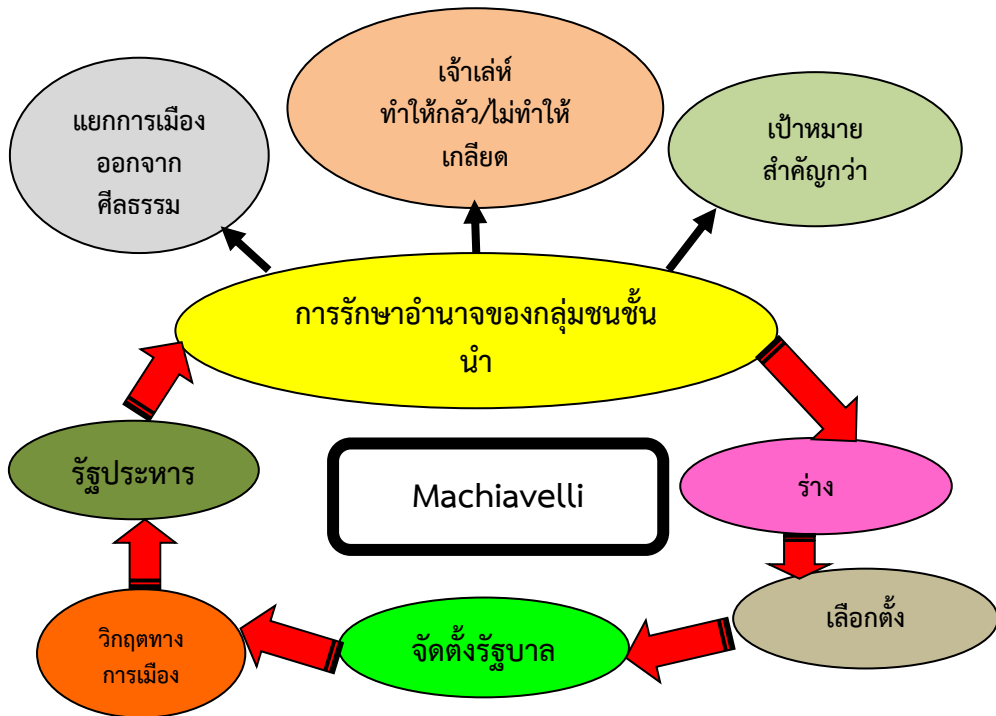 แยกการเมือง
ออกจาก
ศีลธรรม
เจ้าเล่ห์
ทำให้กลัว/ไม่ทำให้
เกลียด
เป้าหมาย
สำคัญกว่า
การรักษาอำนาจของกลุ่มชนชั้น
นำ
รัฐประหาร
Machiavelli
ร่าง
เลือกตั้ง
จัดตั้งรัฐบาล
วิกฤตทาง
การเมือง